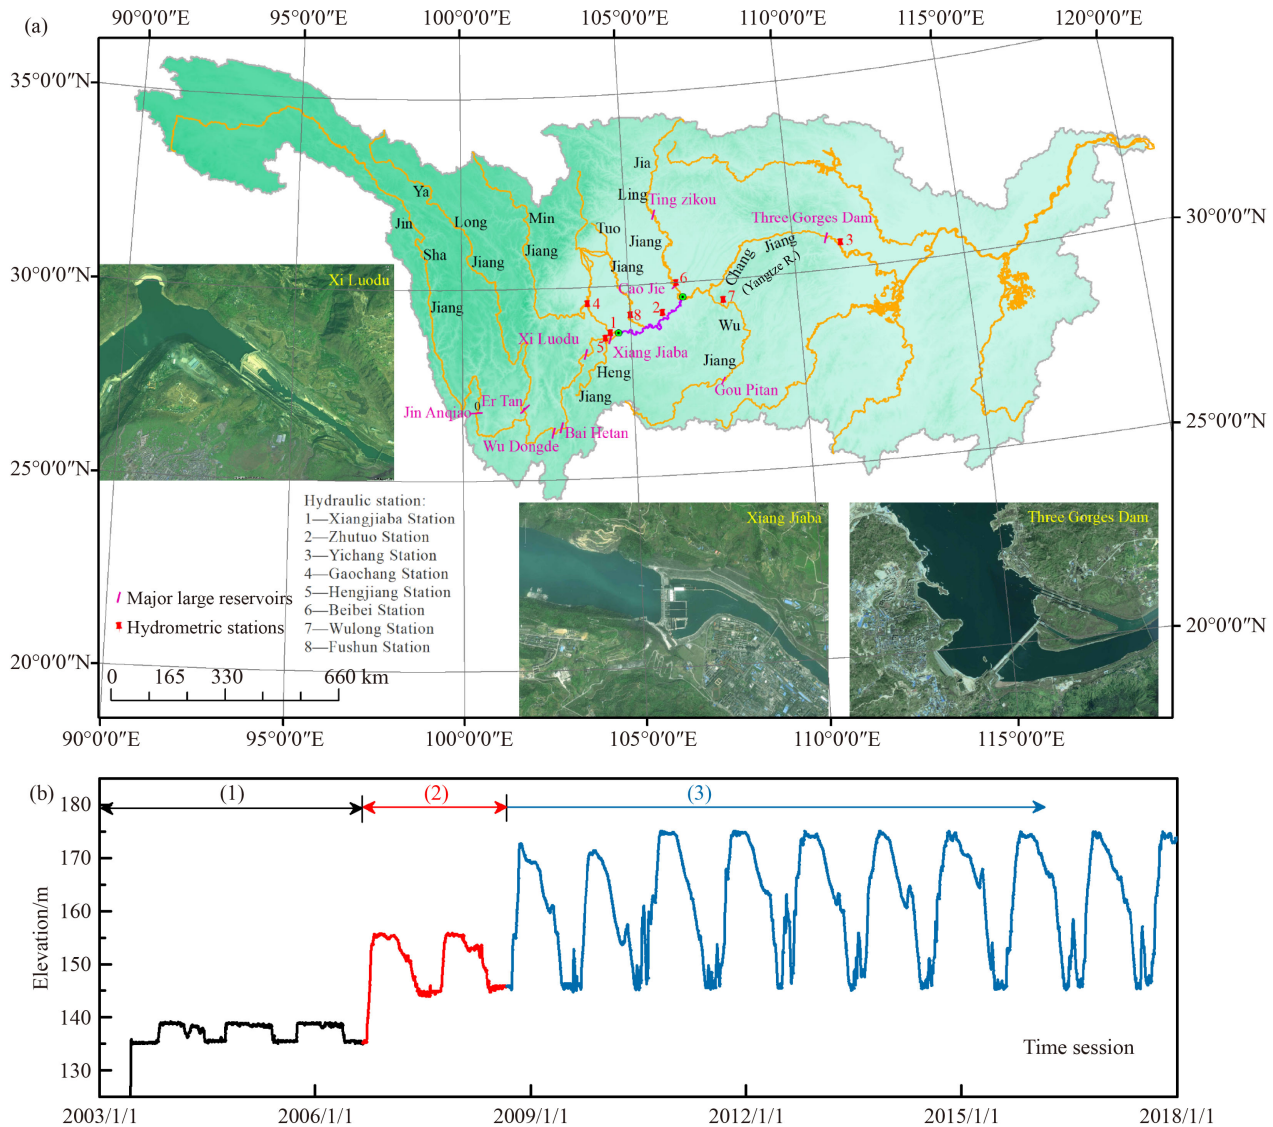 (a)
90°0′0″E 95°0′0″E 100°0′0″E 105°0′0″E 110°0′0″E 115°0′0″E 120°0′0″E
35°0′0″N
30°0′0″N
25°0′0″N
20°0′0″N
30°0′0″N
25°0′0″N
20°0′0″N
Jin
Sha
Jiang
Ya
Long
Jiang
Min
Jiang
Tuo
Jiang
Jia
Ling
Jiang
Ting zikou
Three Gorges Dam
3
Chang
Jiang
(Yangtze R.)
6
Cao Jie
7
Wu
Jiang
Gou Pitan
4
1
8
2
5
Xi Luodu
Xiang Jiaba
Heng
Jiang
Jin Anqiao
0
Er Tan
Wu Dongde
Bai Hetan
Xi Luodu
Xiang Jiaba
Three Gorges Dam
Hydraulic station:
1—Xiangjiaba Station
2—Zhutuo Station
3—Yichang Station
4—Gaochang Station
5—Hengjiang Station
6—Beibei Station
7—Wulong Station
8—Fushun Station
Major large reservoirs
Hydrometric stations
0 165 330 660 km
90°0′0″E 95°0′0″E 100°0′0″E 105°0′0″E 110°0′0″E 115°0′0″E
(b)
(1) (2) (3)
Elevation/m
180
170
160
150
140
130
Time session
2003/1/1 2006/1/1 2009/1/1 2012/1/1 2015/1/1 2018/1/1